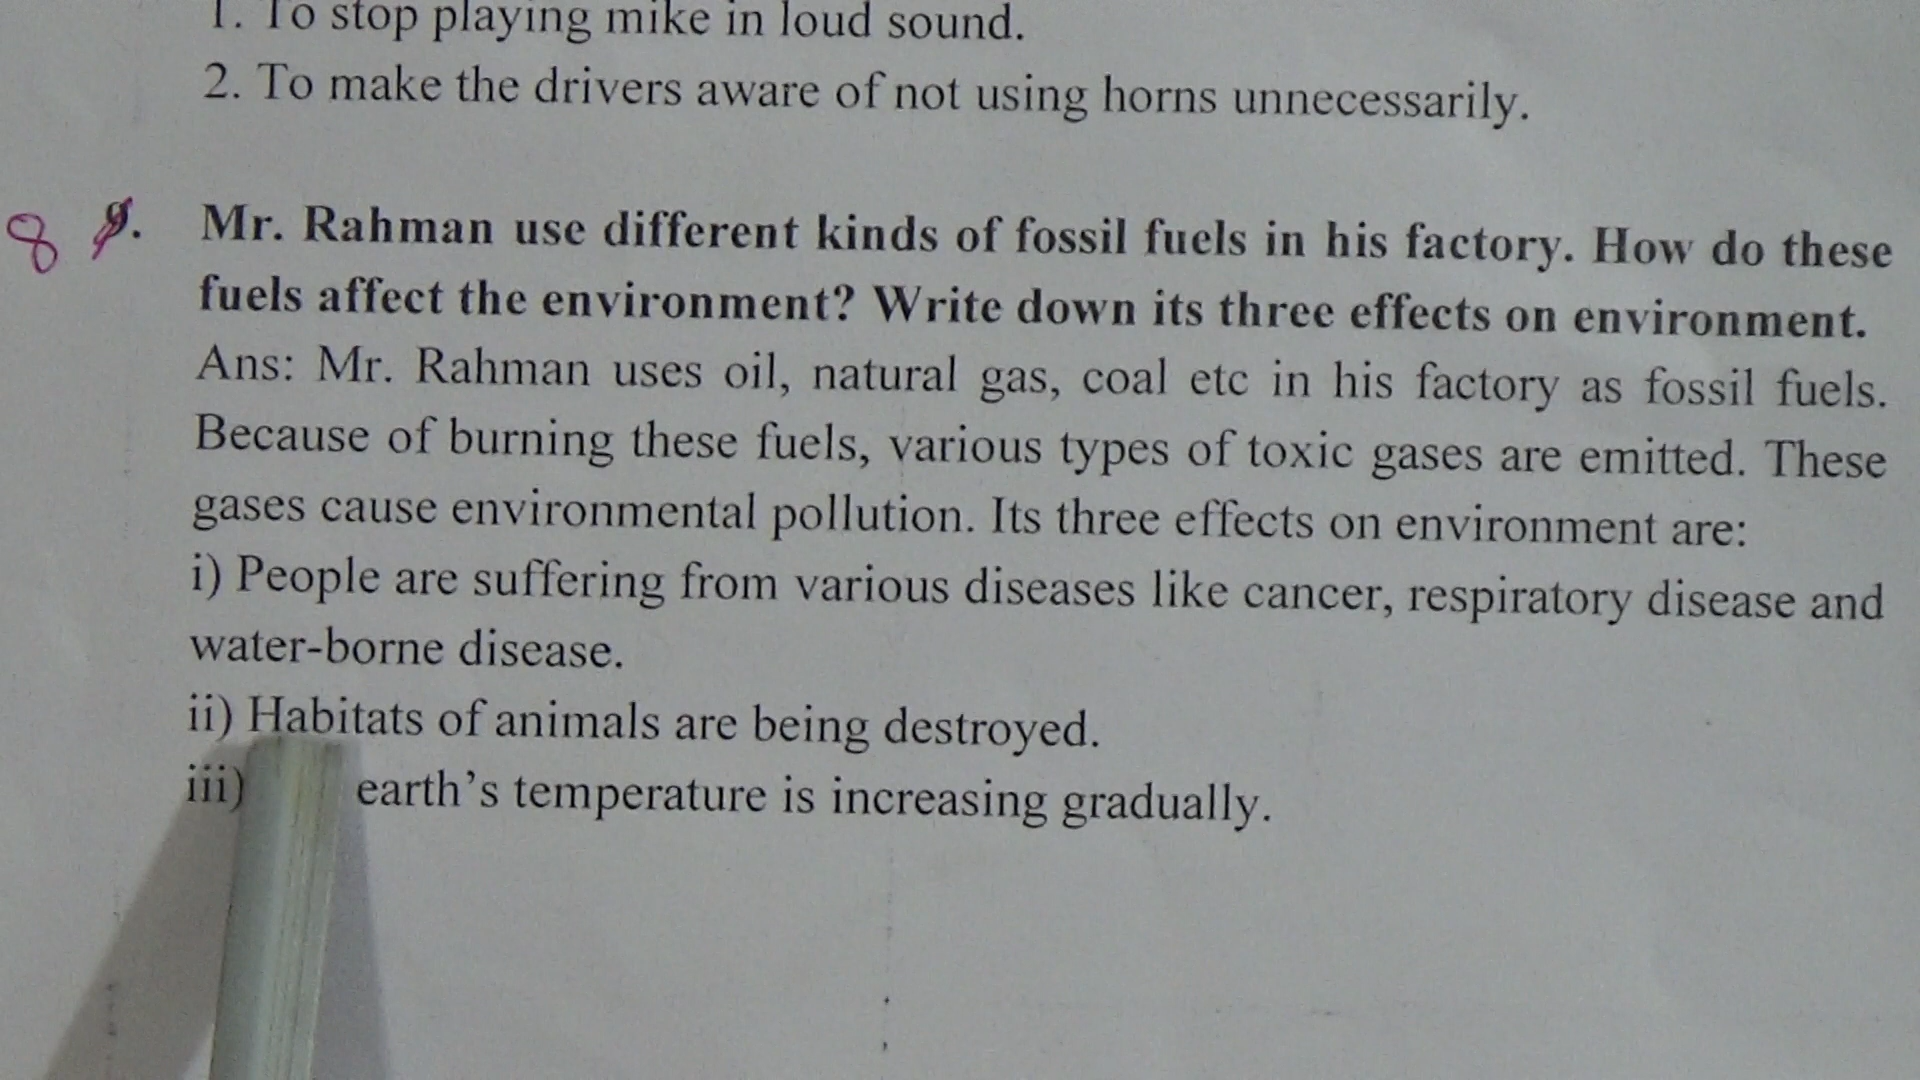 1. To stop playing mike in loud sound.
2. To make the drivers aware of not using horns unnecessarily.
8 9. Mr. Rahman use different kinds of fossil fuels in his factory. How do these
fuels affect the environment? Write down its three effects on environment.
Ans: Mr. Rahman uses oil, natural gas, coal etc in his factory as fossil fuels.
Because of burning these fuels, various types of toxic gases are emitted. These
gases cause environmental pollution. Its three effects on environment are:
i) People are suffering from various diseases like cancer, respiratory disease and
water-borne disease.
ii) Habitats of animals are being destroyed.
iii) earth's temperature is increasing gradually.